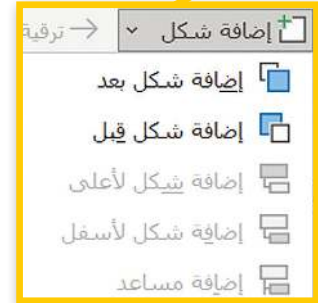 إضافة شكل ترقية
إضافة شكل بعد
إضافة شكل قبل
إضافة شكل لأعلى
إضافة شكل لأسفل
إضافة مساعد